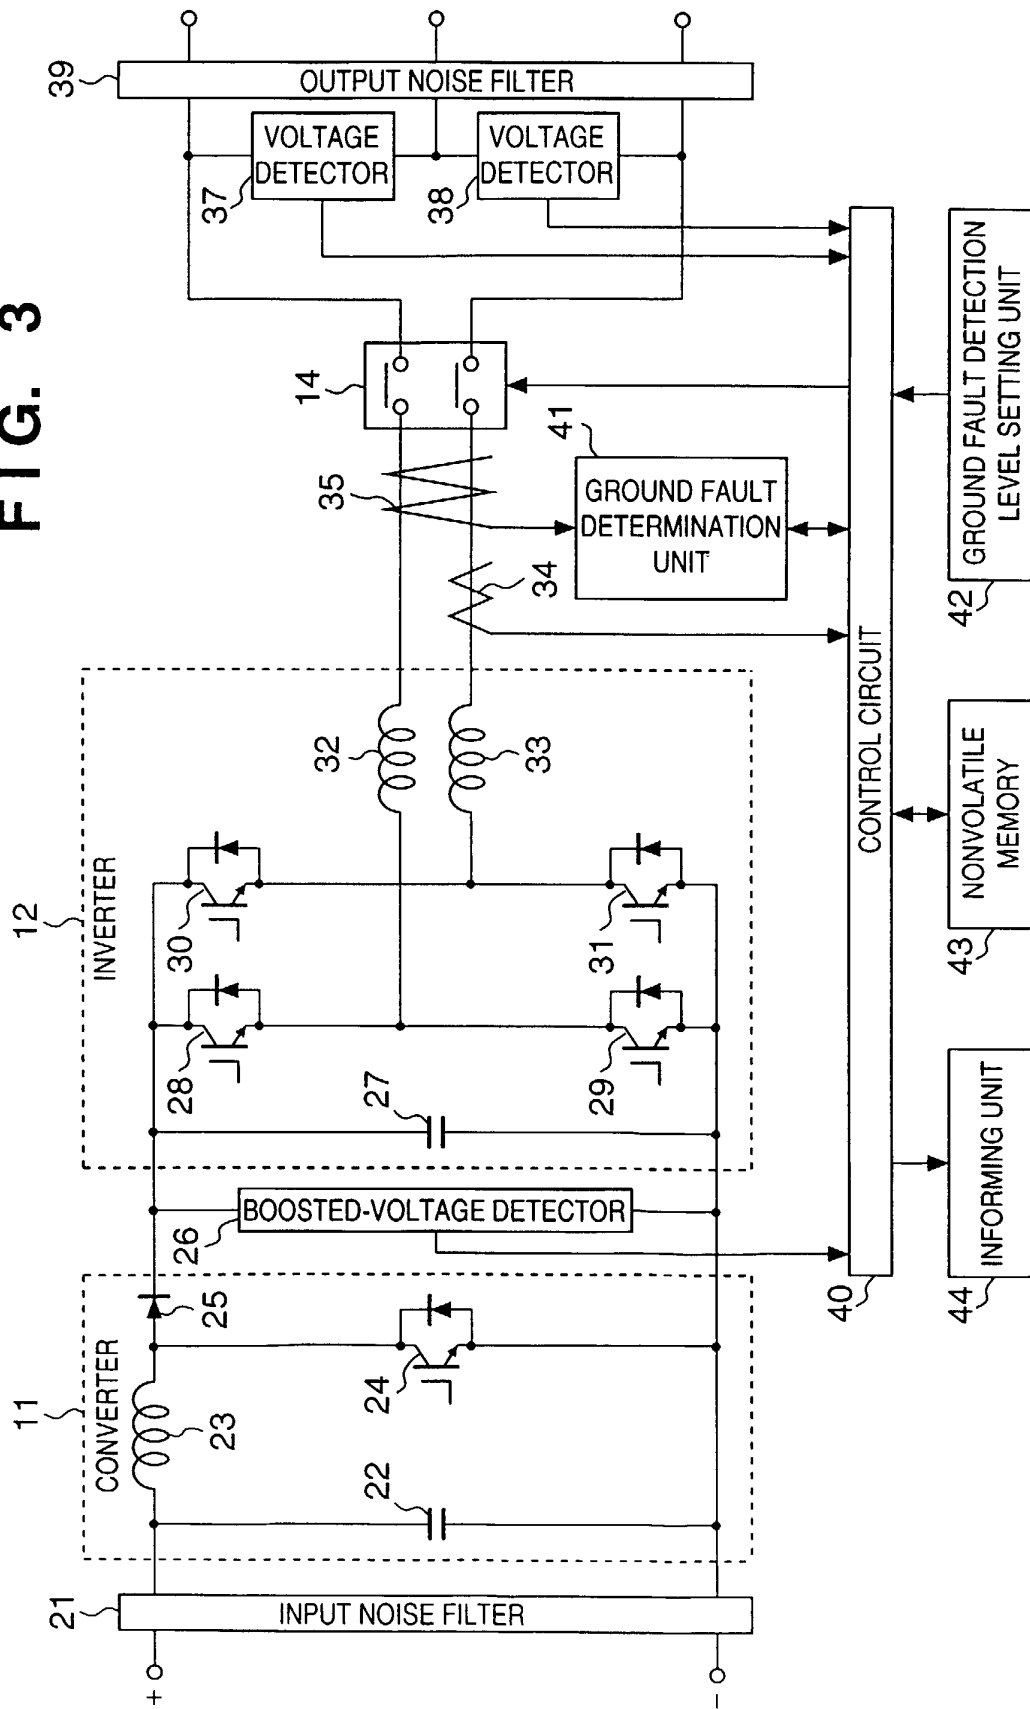 FIG. 3
11
CONVERTER
12
INVERTER
39
OUTPUT NOISE FILTER
21
INPUT NOISE FILTER
+
-
22
23
24
25
26
BOOSTED-VOLTAGE DETECTOR
27
28
29
30
31
32
33
34
35
14
37
VOLTAGE
DETECTOR
38
VOLTAGE
DETECTOR
41
GROUND FAULT
DETERMINATION
UNIT
40
CONTROL CIRCUIT
44
INFORMING UNIT
43
NONVOLATILE
MEMORY
42
GROUND FAULT DETECTION
LEVEL SETTING UNIT